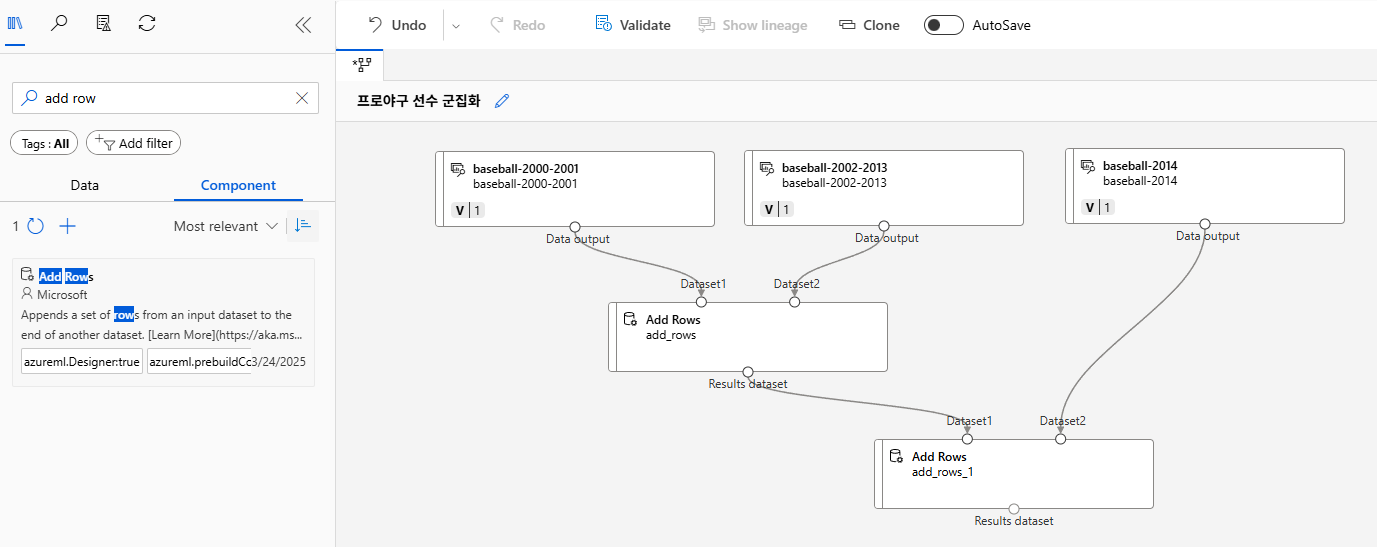 Undo
Redo
Validate
Show lineage
Clone
AutoSave
add row
Tags : All
Add filter
Data
Component
1
Most relevant
Add Rows
Microsoft
Appends a set of rows from an input dataset to the
end of another dataset. [Learn More](https://aka.ms...
azureml.Designer:true
azureml.prebuildCc
3/24/2025
프로야구 선수 군집화
baseball-2000-2001
baseball-2000-2001
V 1
Data output
baseball-2002-2013
baseball-2002-2013
V 1
Data output
baseball-2014
baseball-2014
V 1
Data output
Dataset1
Dataset2
Add Rows
add_rows
Results dataset
Dataset1
Dataset2
Add Rows
add_rows_1
Results dataset